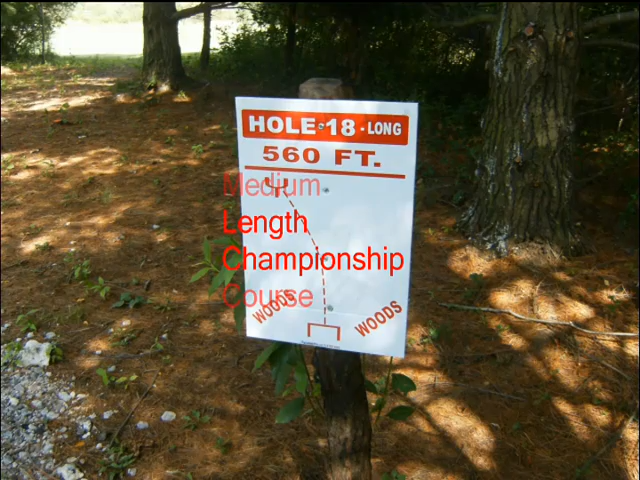 HOLE-18-LONG
560 FT.
Medium
Length
Championship
Course
WOODS
WOODS